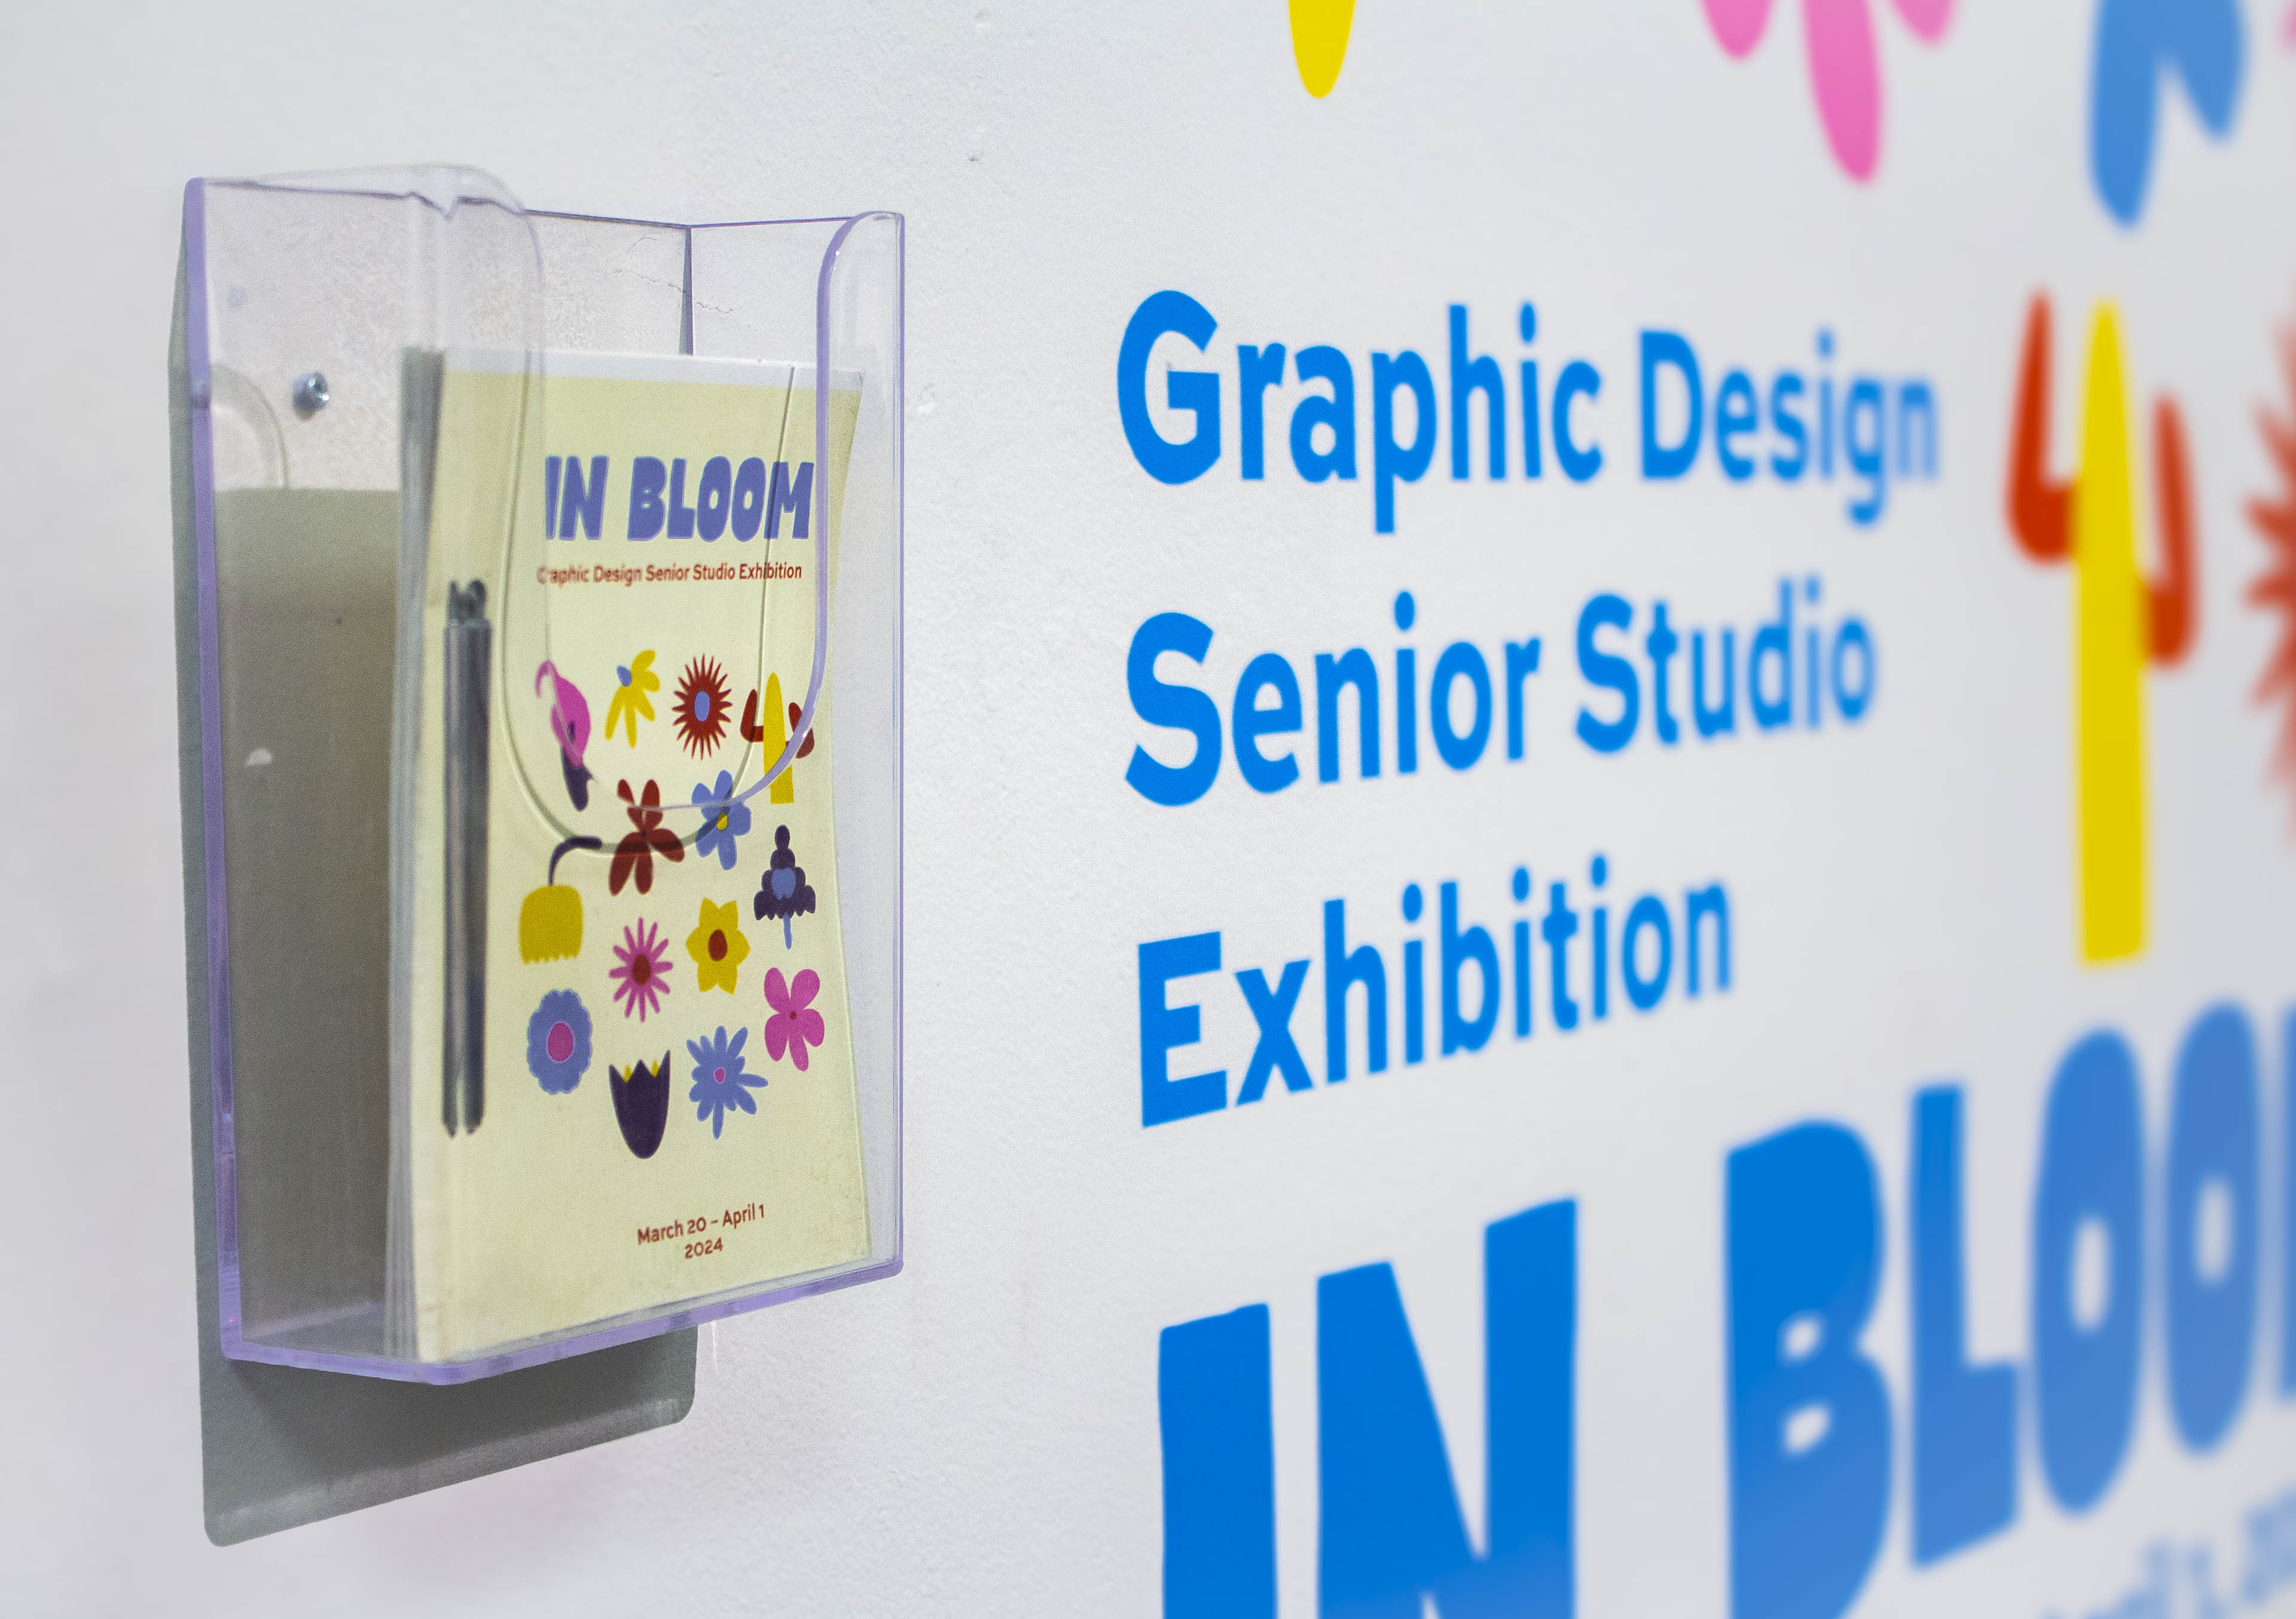 IN BLOOM
Graphic Design Senior Studio Exhibition
March 20 – April 1
2024
Graphic Design
Senior Studio
Exhibition
IN BLOO